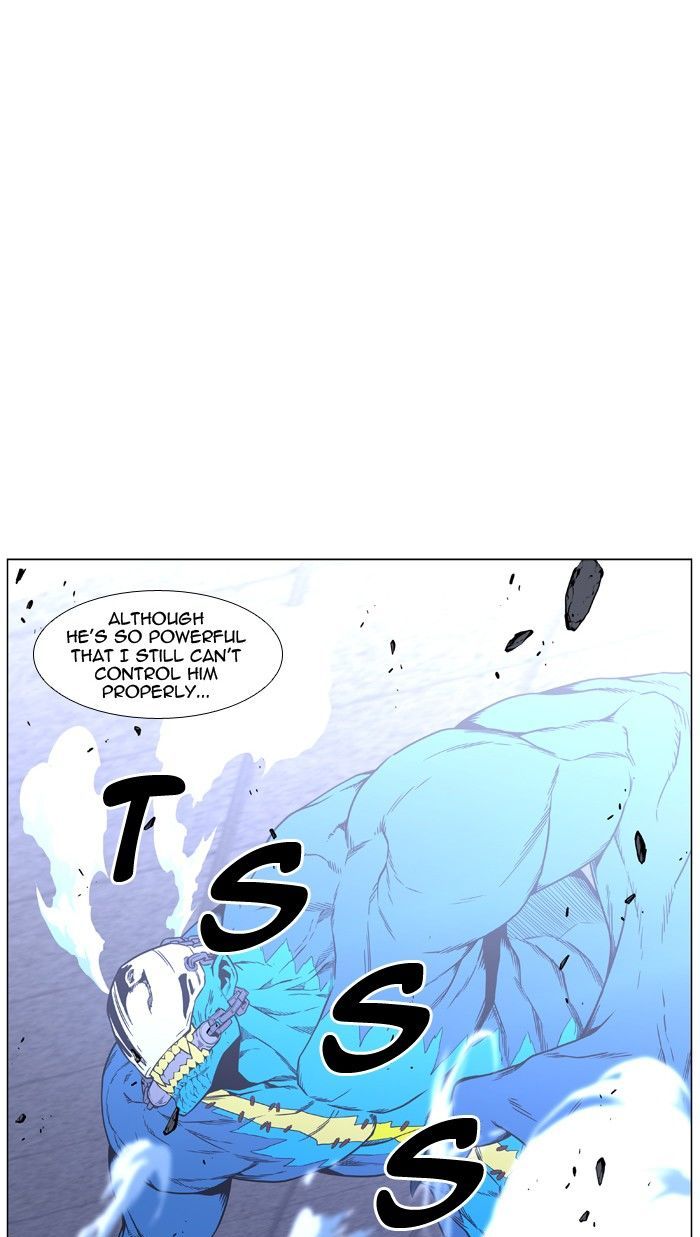 ALTHOUGH
HE'S SO POWERFUL
THAT I STILL CAN'T
CONTROL HIM
PROPERLY...
TSSS